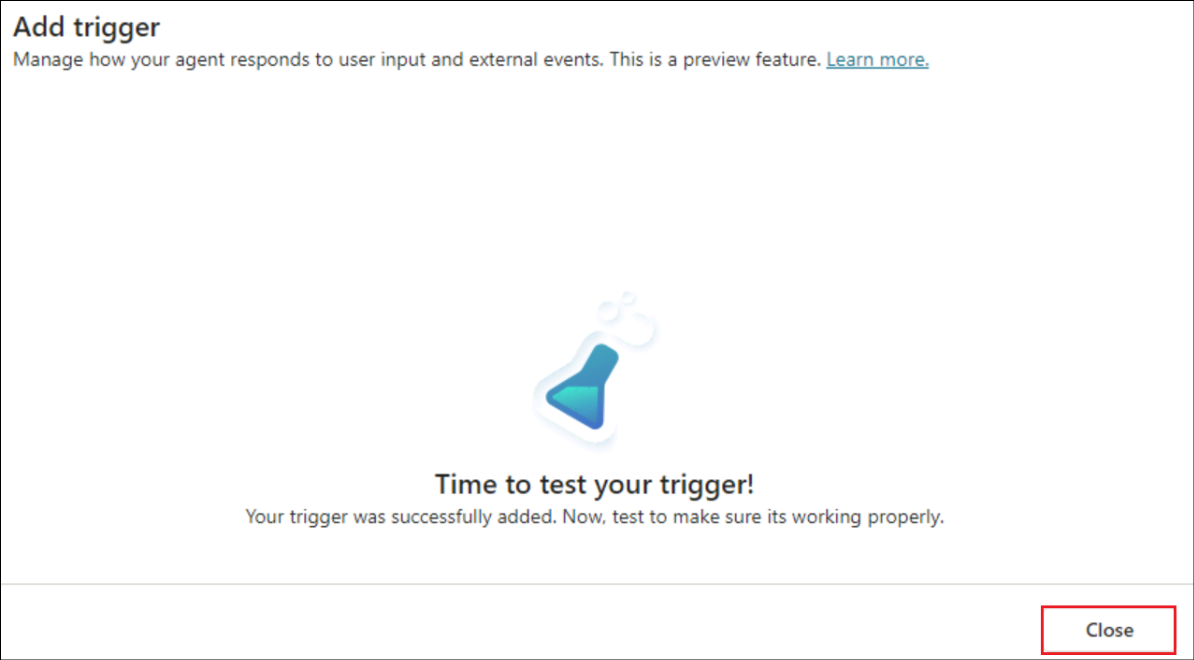 Add trigger
Manage how your agent responds to user input and external events. This is a preview feature. Learn more.
Time to test your trigger!
Your trigger was successfully added. Now, test to make sure its working properly.
Close